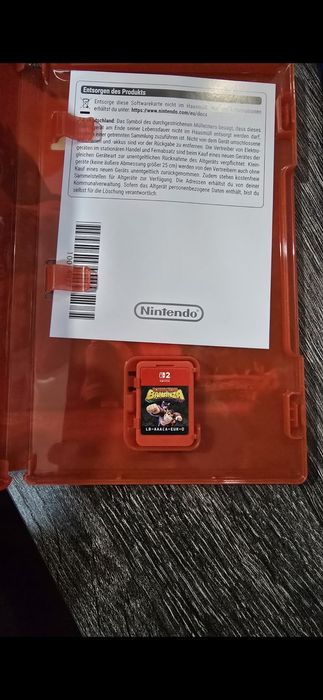 Entsorgen des Produkts
Entsorge diese Softwarekarte nicht im Hausmüll
erhältst du unter: https://www.nintendo.com/eu/docs
Das Symbol des durchgestrichenen Mülleimers besagt, dass dieses
gerät am Ende seiner Lebensdauer nicht im Hausmüll entsorgt werden darf,
einer getrennten Sammlung zuzuführen ist. Nicht von dem Gerät umschlossene
und -akkus sind vor der Rückgabe zu entfernen. Die Vertreiber von Elektro-
geräten im stationären Handel und Fernabsatz sind beim Kauf eines neuen Gerätes der
gleichen Geräteart zur unentgeltlichen Rücknahme des Altgeräts verpflichtet. Klein-
geräte (keine äußere Abmessung größer 25 cm) werden von den Vertreibern auch ohne
Kauf eines neuen Geräts unentgeltlich zurückgenommen. Zudem stehen kostenfreie
Sammelstellen für Altgeräte zur Verfügung. Die Adressen erhältst du von deiner
Kommunalverwaltung. Sofern das Altgerät personenbezogene Daten enthält, bist du
selbst für die Löschung verantwortlich.
Nintendo
2
BANANZA
LB-AAACA-EUR-0